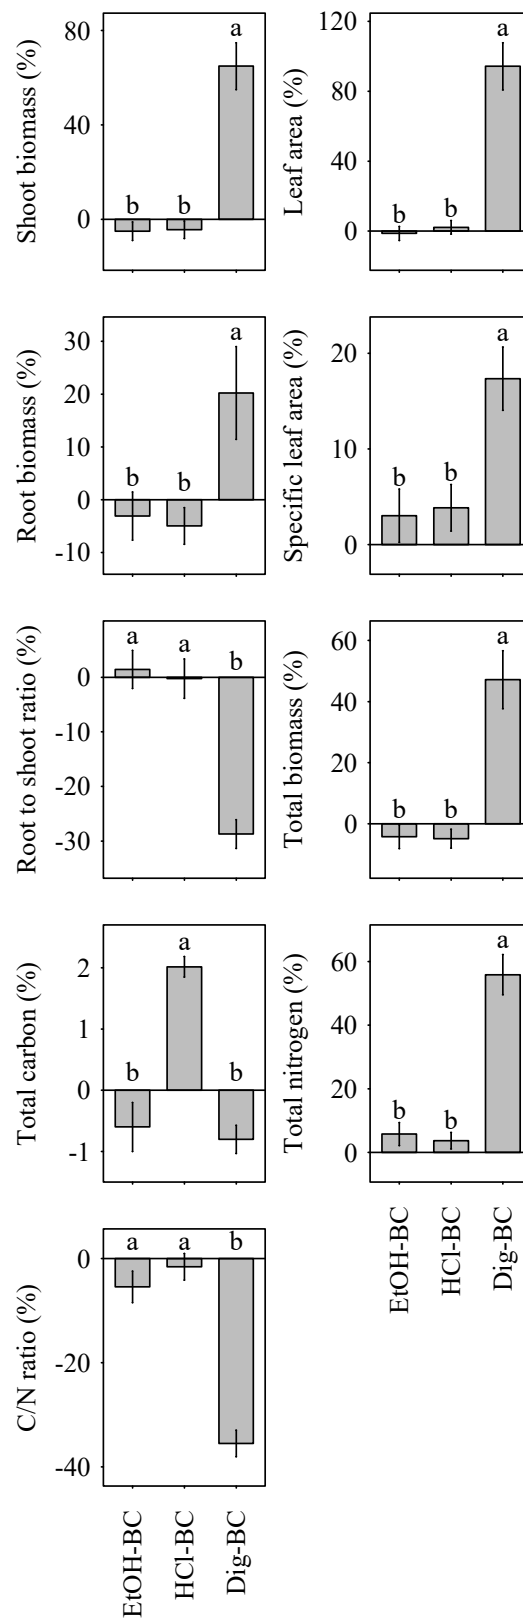 Shoot biomass (%)
80
40
0
b
b
a
Leaf area (%)
120
80
40
0
b
b
a
Root biomass (%)
30
20
10
0
-10
b
b
a
Specific leaf area (%)
20
10
0
b
b
a
Root to shoot ratio (%)
0
-10
-20
-30
a
a
b
Total biomass (%)
60
40
20
0
b
b
a
Total carbon (%)
2
1
0
-1
b
a
b
Total nitrogen (%)
60
40
20
0
b
b
a
EtOH-BC
HCl-BC
Dig-BC
C/N ratio (%)
0
-20
-40
a
a
b
EtOH-BC
HCl-BC
Dig-BC